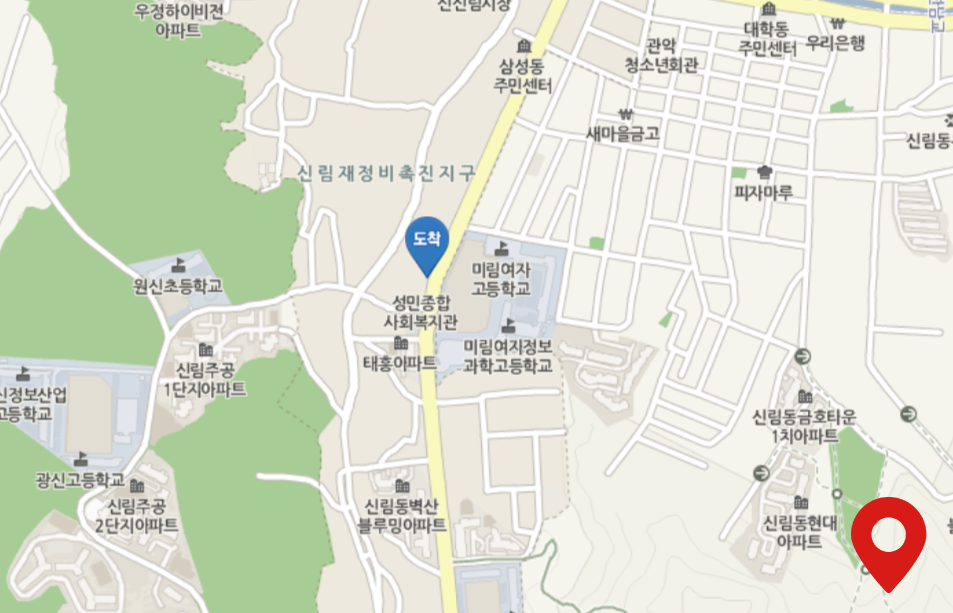 우정하이비전
아파트
신신림시장
삼성동
주민센터
관악
청소년회관
대학동
주민센터
우리은행
새마을금고
신림동
피자마루
신림재정비촉진지구
도착
원신초등학교
미림여자
고등학교
성민종합
사회복지관
태흥아파트
미림여자정보
과학고등학교
신림주공
1단지아파트
신정보산업
고등학교
신림동금호타운
1치아파트
광신고등학교
신림주공
2단지아파트
신림동벽산
블루밍아파트
신림동현대
아파트